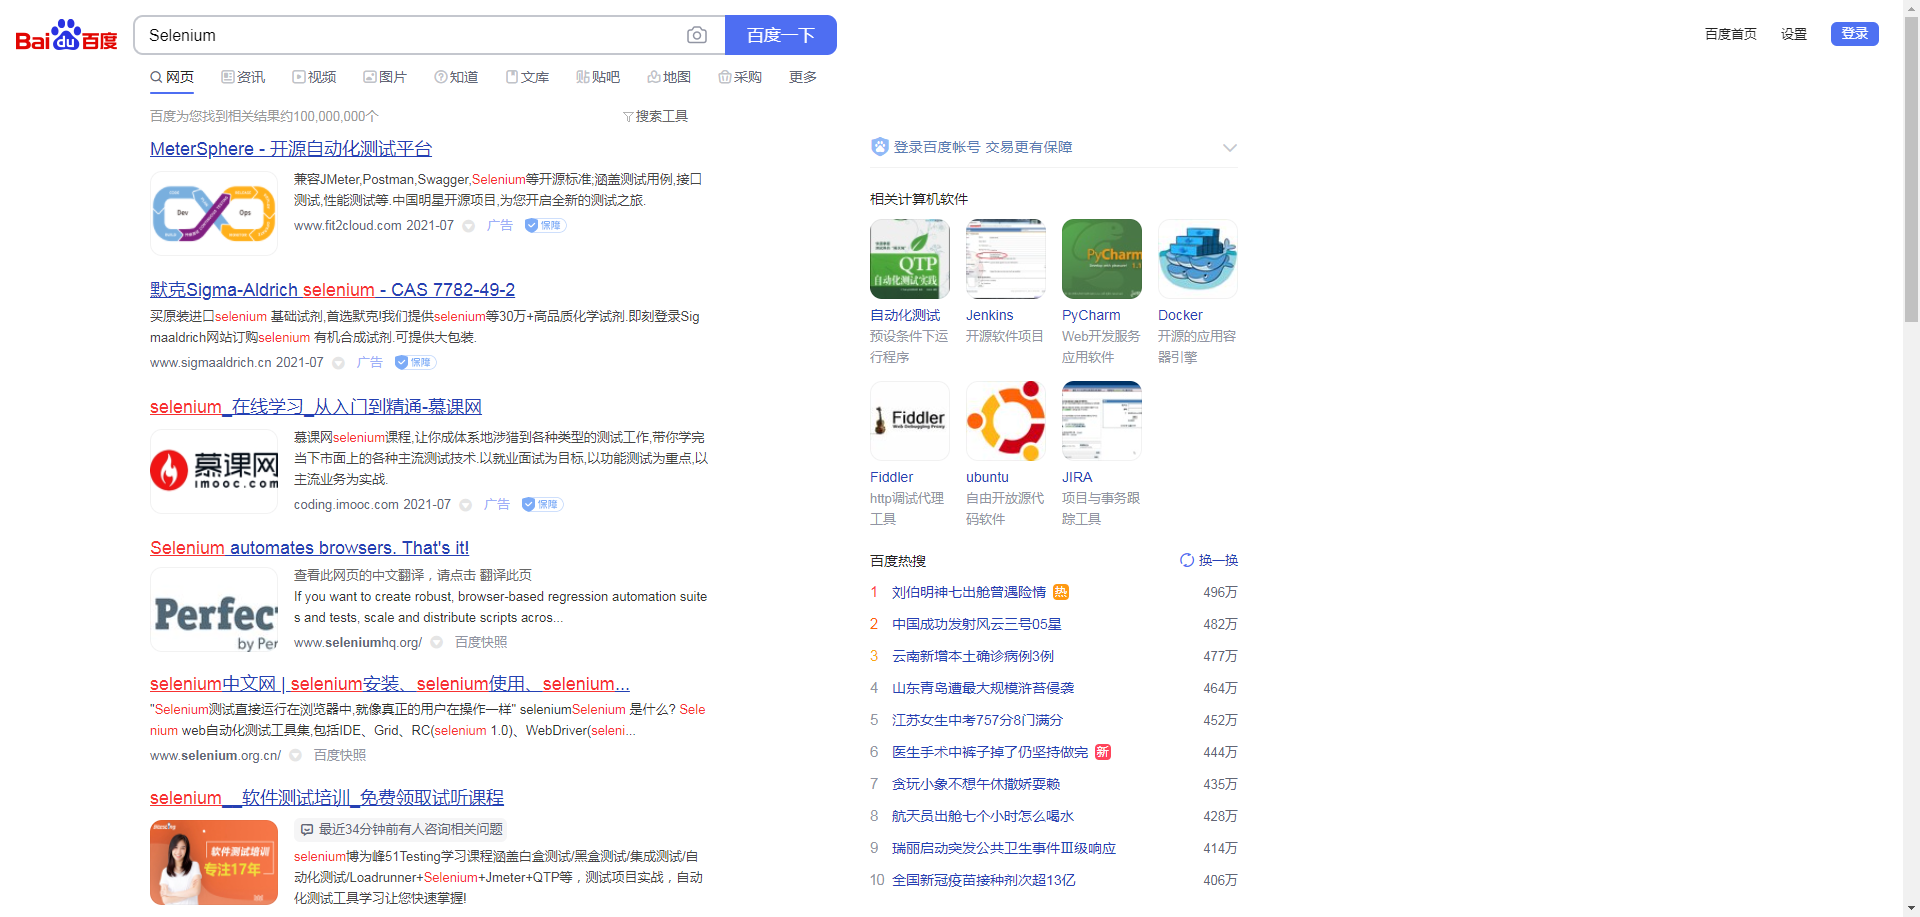 Bai du 百度
Selenium
百度一下
百度首页 设置 登录
网页 资讯 视频 图片 知道 文库 贴吧 地图 采购 更多
百度为您找到相关结果约100,000,000个
搜索工具
MeterSphere - 开源自动化测试平台
Dev Ops
兼容JMeter,Postman,Swagger,Selenium等开源标准;涵盖测试用例,接口
测试,性能测试等.中国明星开源项目,为您开启全新的测试之旅.
www.fit2cloud.com 2021-07 广告 保障
默克Sigma-Aldrich selenium - CAS 7782-49-2
买原装进口selenium 基础试剂,首选默克!我们提供selenium等30万+高品质化学试剂.即刻登录Sig
maaldrich网站订购selenium 有机合成试剂.可提供大包装.
www.sigmaaldrich.cn 2021-07 广告 保障
selenium_在线学习_从入门到精通-慕课网
慕课网
imooc.com
慕课网selenium课程,让你成体系地涉猎到各种类型的测试工作,带你学完
当下市面上的各种主流测试技术.以就业面试为目标,以功能测试为重点,以
主流业务为实战.
coding.imooc.com 2021-07 广告 保障
Selenium automates browsers. That's it!
Perfec
by Per
查看此网页的中文翻译，请点击 翻译此页
If you want to create robust, browser-based regression automation suite
s and tests, scale and distribute scripts acros...
www.seleniumhq.org/ 百度快照
selenium中文网 | selenium安装、selenium使用、selenium...
"Selenium测试直接运行在浏览器中,就像真正的用户在操作一样" seleniumSelenium 是什么? Sele
nium web自动化测试工具集,包括IDE、Grid、RC(selenium 1.0)、WebDriver(seleni...
www.selenium.org.cn/ 百度快照
selenium__软件测试培训_免费领取试听课程
软件测试培训
专注17年
最近34分钟前有人咨询相关问题
selenium博为峰51Testing学习课程涵盖白盒测试/黑盒测试/集成测试/自
动化测试/Loadrunner+Selenium+Jmeter+QTP等，测试项目实战，自动
化测试工具学习让您快速掌握!
登录百度帐号 交易更有保障
相关计算机软件
QTP
自动化测试实践
PyCharm
自动化测试 Jenkins PyCharm Docker
预设条件下运 开源软件项目 Web开发服务 开源的应用容
行程序 应用软件 器引擎
Fiddler
Web Debugging Proxy
Fiddler ubuntu JIRA
http调试代理 自由开放源代 项目与事务跟
工具 码软件 踪工具
百度热搜 换一换
1 刘伯明神七出舱曾遇险情 热 496万
2 中国成功发射风云三号05星 482万
3 云南新增本土确诊病例3例 477万
4 山东青岛遭最大规模浒苔侵袭 464万
5 江苏女生中考757分8门满分 452万
6 医生手术中裤子掉了仍坚持做完 新 444万
7 贪玩小象不想午休撒娇耍赖 435万
8 航天员出舱七个小时怎么喝水 428万
9 瑞丽启动突发公共卫生事件Ⅲ级响应 414万
10 全国新冠疫苗接种剂次超13亿 406万